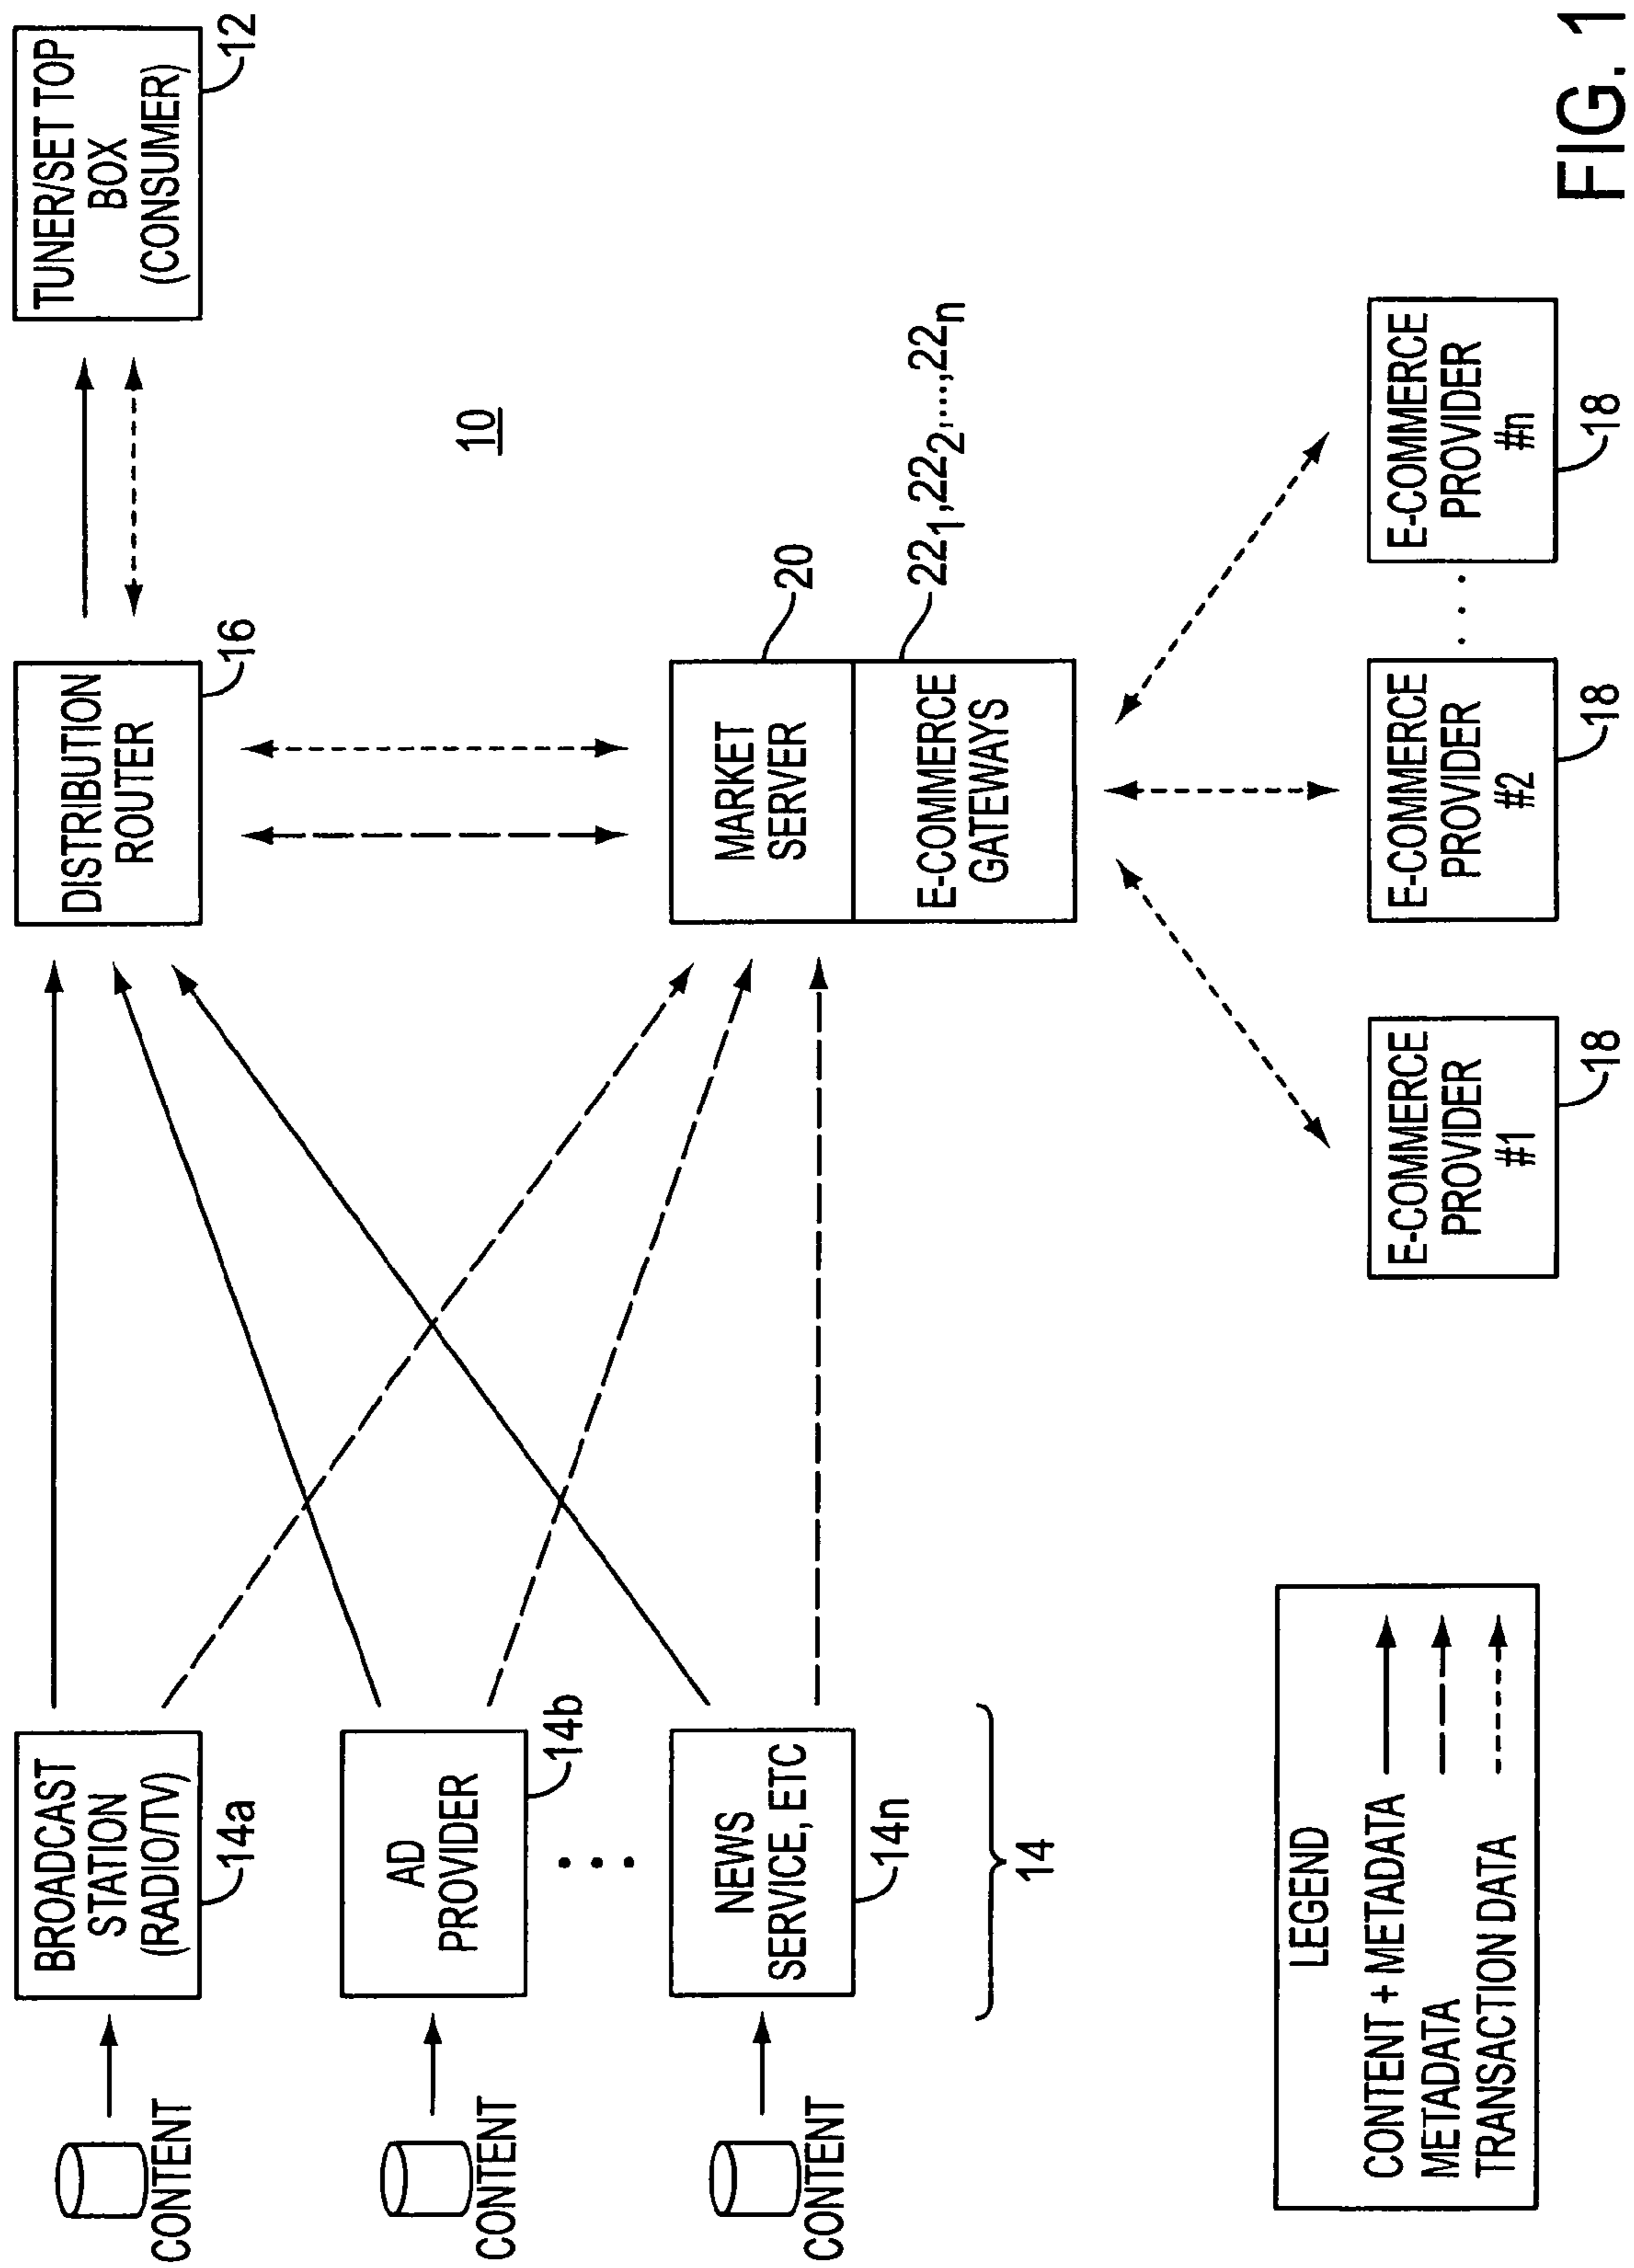 CONTENT
CONTENT
CONTENT
BROADCAST
STATION
(RADIO/TV)
14a
AD
PROVIDER
14b
NEWS
SERVICE, ETC
14n
14
DISTRIBUTION
ROUTER
16
TUNER/SET TOP
BOX
(CONSUMER)
12
10
MARKET
SERVER
20
E-COMMERCE
GATEWAYS
22₁,22₂,...,22ₙ
E-COMMERCE
PROVIDER
#1
18
E-COMMERCE
PROVIDER
#2
18
. . .
E-COMMERCE
PROVIDER
#n
18
LEGEND
CONTENT + METADATA
METADATA
TRANSACTION DATA
FIG. 1